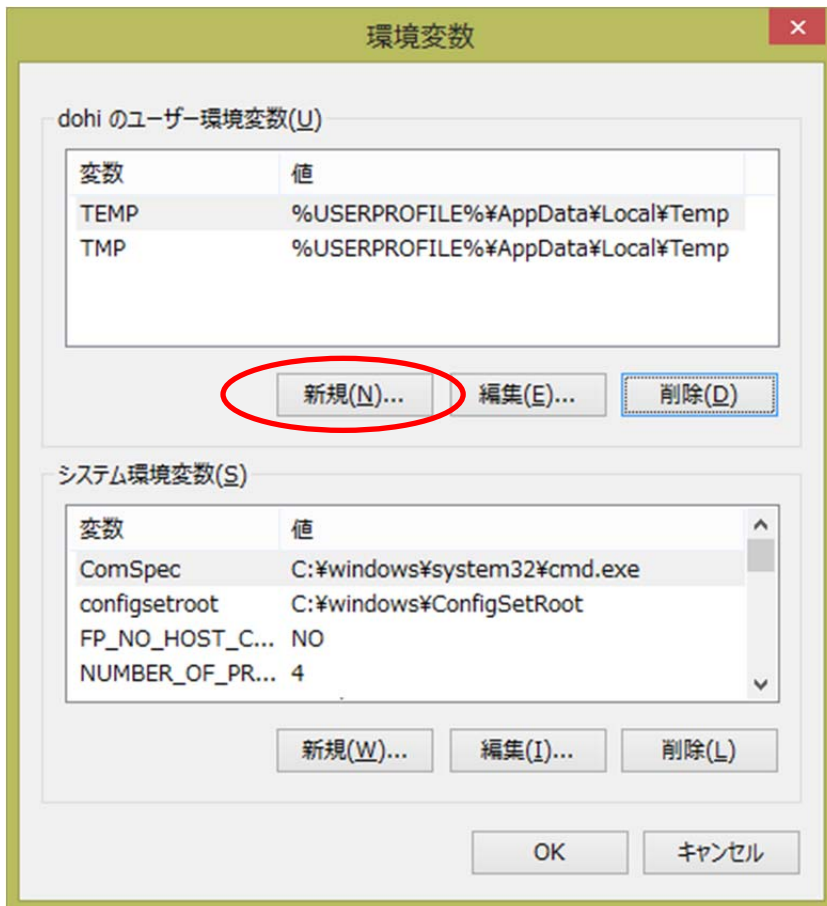 環境変数
dohi のユーザー環境変数(U)
変数 値
TEMP %USERPROFILE%¥AppData¥Local¥Temp
TMP %USERPROFILE%¥AppData¥Local¥Temp
新規(N)... 編集(E)... 削除(D)
システム環境変数(S)
変数 値
ComSpec C:¥windows¥system32¥cmd.exe
configsetroot C:¥windows¥ConfigSetRoot
FP_NO_HOST_C... NO
NUMBER_OF_PR... 4
新規(W)... 編集(I)... 削除(L)
OK キャンセル